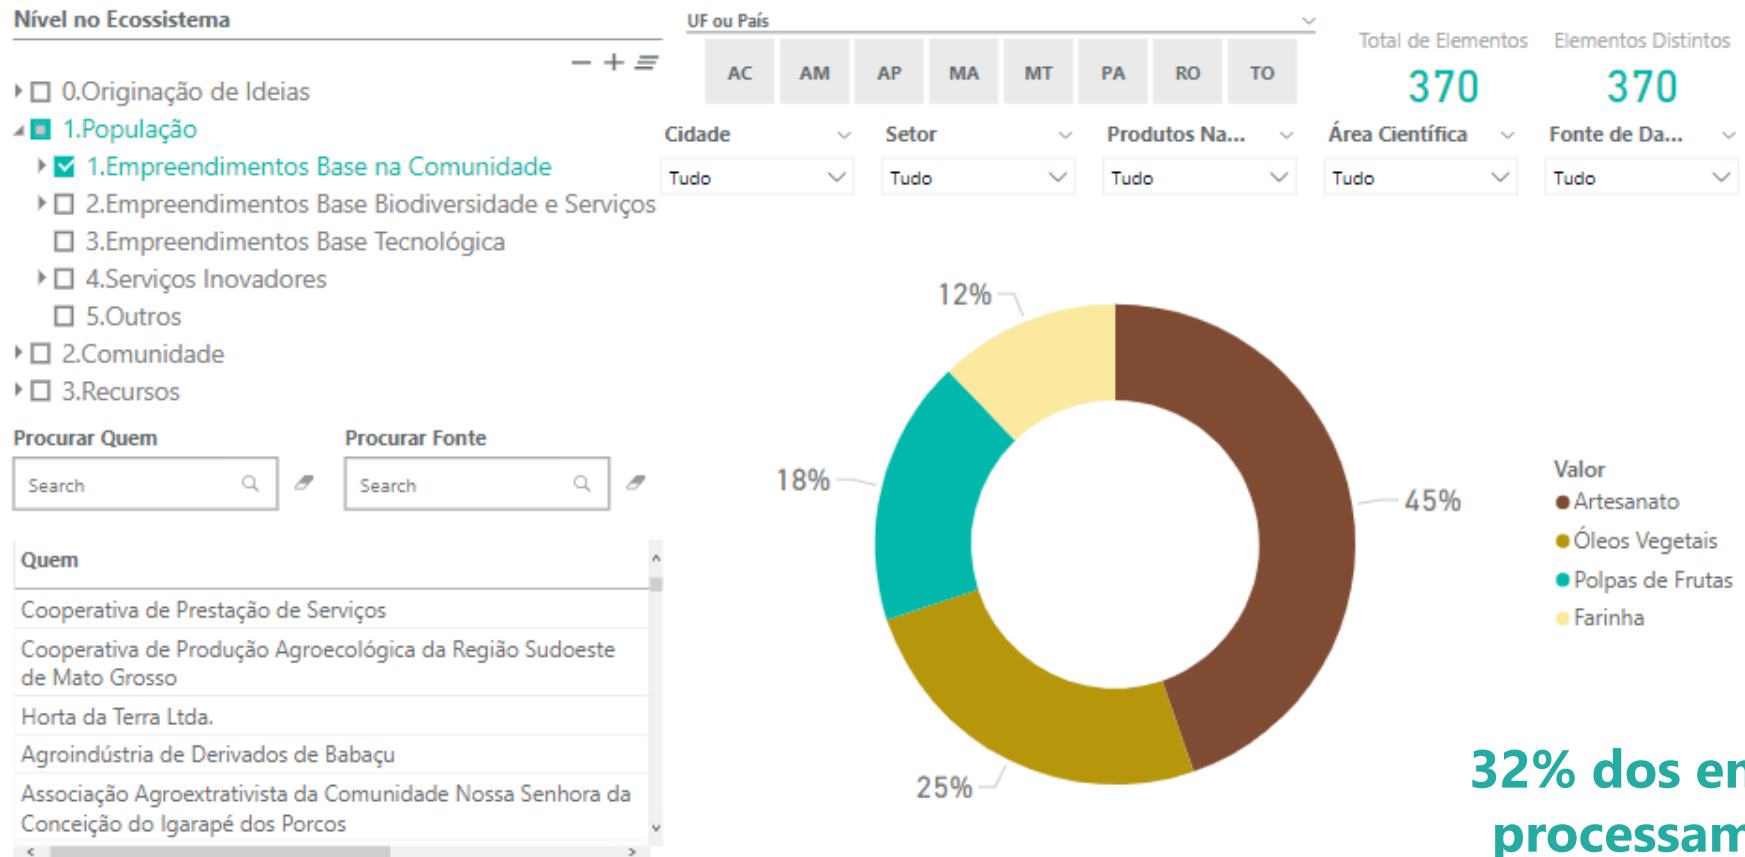 Nível no Ecossistema
0.Originação de Ideias
1.População
1.Empreendimentos Base na Comunidade
2.Empreendimentos Base Biodiversidade e Serviços
3.Empreendimentos Base Tecnológica
4.Serviços Inovadores
5.Outros
2.Comunidade
3.Recursos
Procurar Quem
Procurar Fonte
Search
Search
Quem
Cooperativa de Prestação de Serviços
Cooperativa de Produção Agroecológica da Região Sudoeste
de Mato Grosso
Horta da Terra Ltda.
Agroindústria de Derivados de Babaçu
Associação Agroextrativista da Comunidade Nossa Senhora da
Conceição do Igarapé dos Porcos
UF ou País
AC AM AP MA MT PA RO TO
Total de Elementos
370
Elementos Distintos
370
Cidade
Tudo
Setor
Tudo
Produtos Na...
Tudo
Área Científica
Tudo
Fonte de Da...
Tudo
12%
18%
45%
25%
Valor
Artesanato
Óleos Vegetais
Polpas de Frutas
Farinha
32% dos
processam